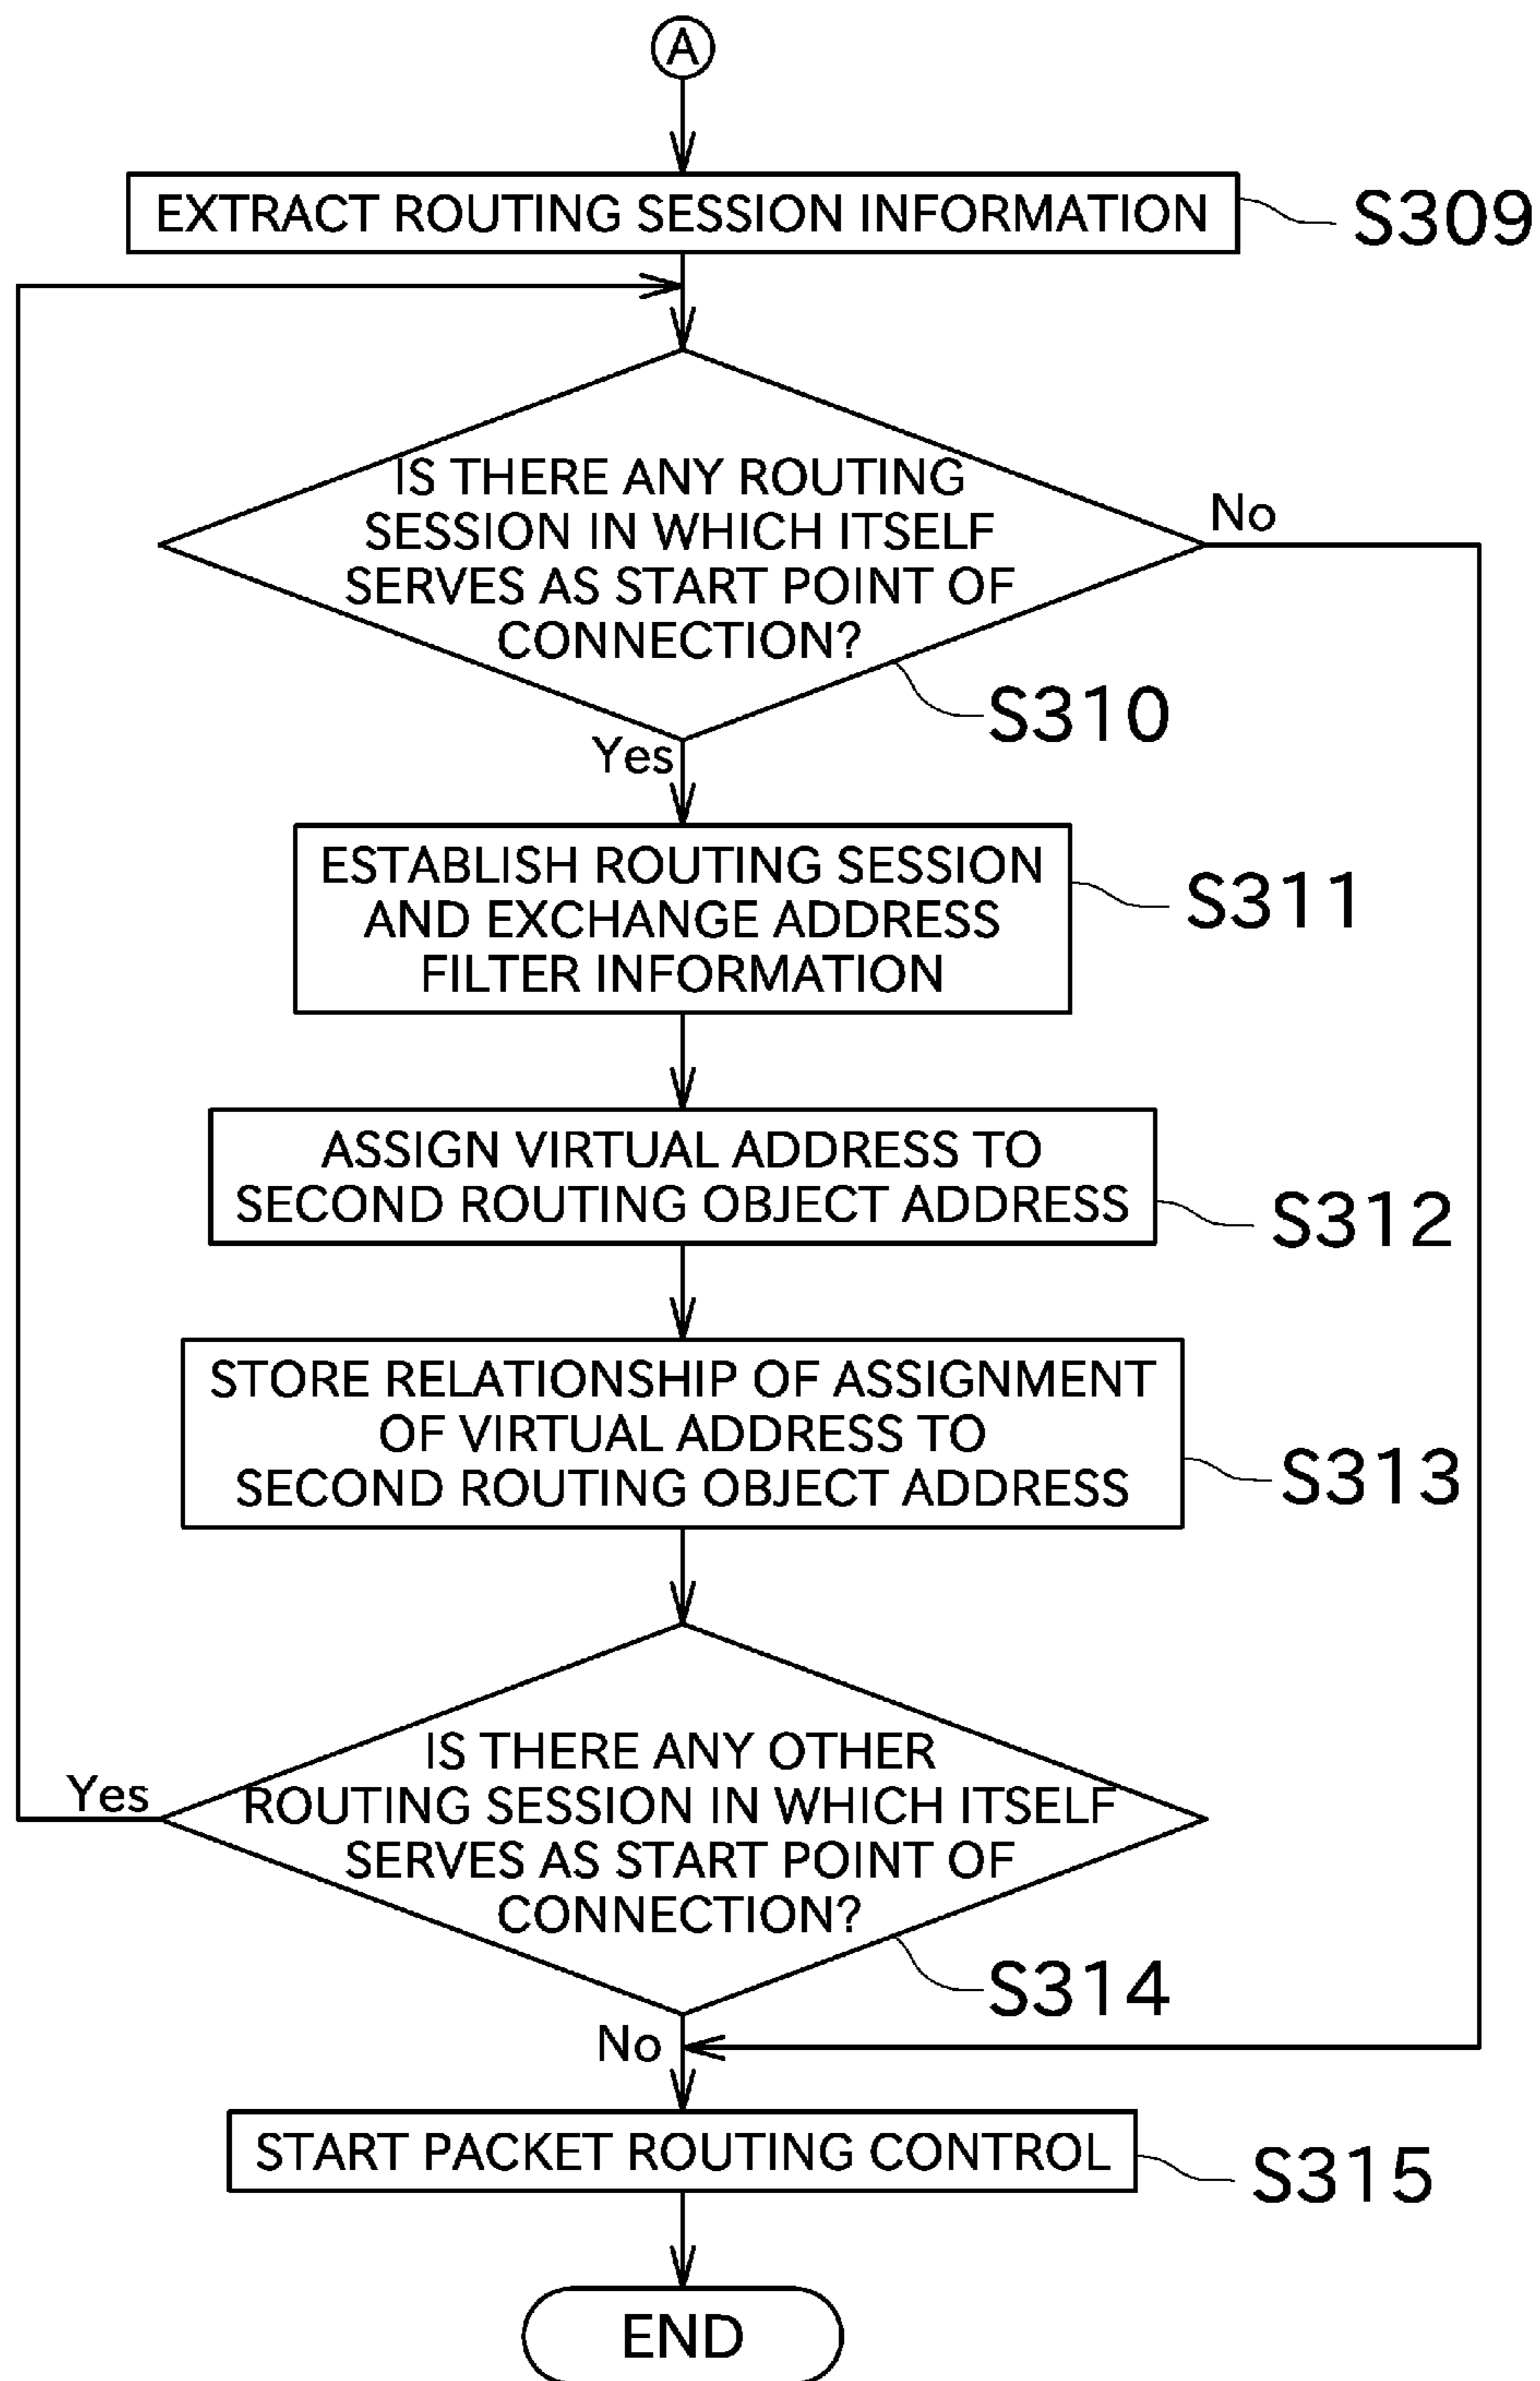 A
EXTRACT ROUTING SESSION INFORMATION
S309
IS THERE ANY ROUTING
SESSION IN WHICH ITSELF
SERVES AS START POINT OF
CONNECTION?
No
S310
Yes
ESTABLISH ROUTING SESSION
AND EXCHANGE ADDRESS
FILTER INFORMATION
S311
ASSIGN VIRTUAL ADDRESS TO
SECOND ROUTING OBJECT ADDRESS
S312
STORE RELATIONSHIP OF ASSIGNMENT
OF VIRTUAL ADDRESS TO
SECOND ROUTING OBJECT ADDRESS
S313
IS THERE ANY OTHER
ROUTING SESSION IN WHICH ITSELF
SERVES AS START POINT OF
CONNECTION?
Yes
S314
No
START PACKET ROUTING CONTROL
S315
END